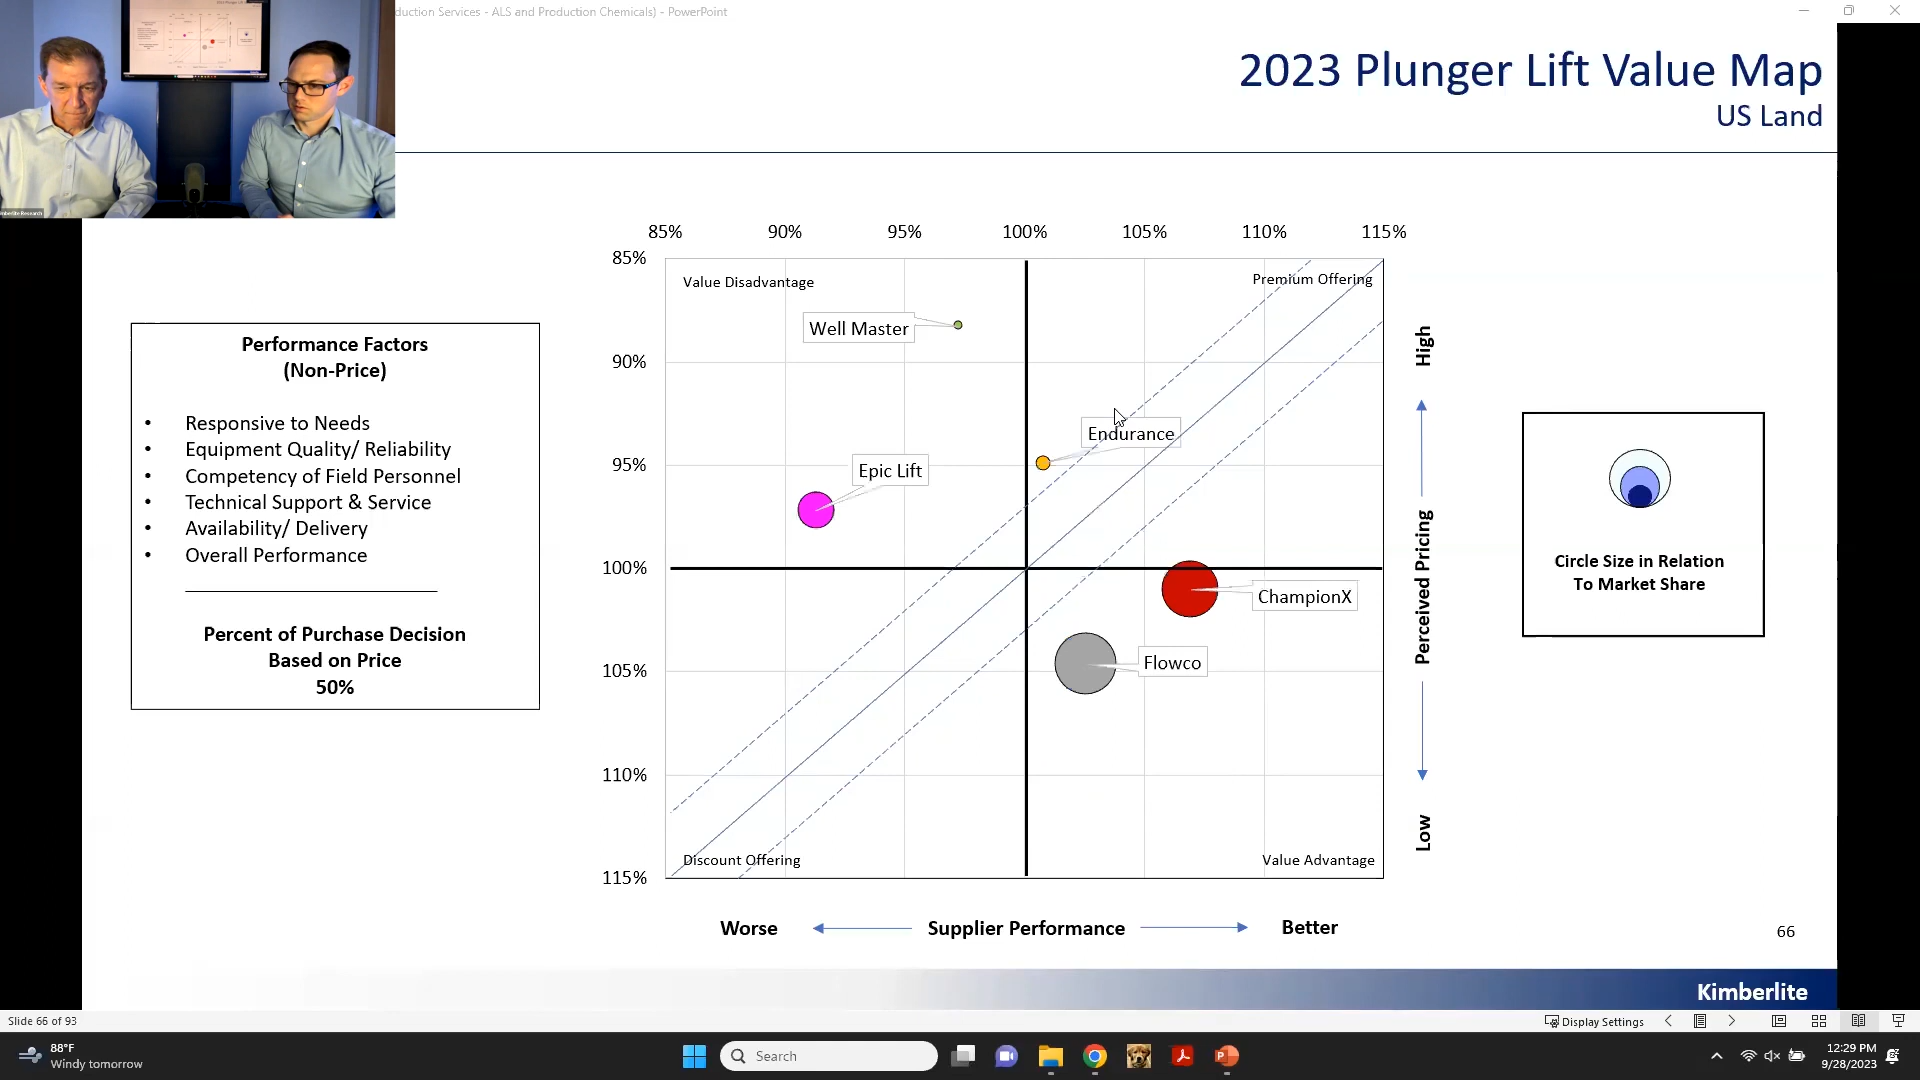 duction Services - ALS and Production Chemicals) - PowerPoint
2023 Plunger Lift Value Map
US Land
85%
90%
95%
100%
105%
110%
115%
85%
90%
95%
100%
105%
110%
115%
Value Disadvantage
Premium Offering
Well Master
Endurance
Epic Lift
ChampionX
Flowco
Discount Offering
Value Advantage
Performance Factors
(Non-Price)
• Responsive to Needs
• Equipment Quality/ Reliability
• Competency of Field Personnel
• Technical Support & Service
• Availability/ Delivery
• Overall Performance
Percent of Purchase Decision
Based on Price
50%
High
Perceived Pricing
Low
Circle Size in Relation
To Market Share
Worse
Supplier Performance
Better
66
Kimberlite
Slide 66 of 93
Display Settings
88°F
Windy tomorrow
Search
12:29 PM
9/28/2023